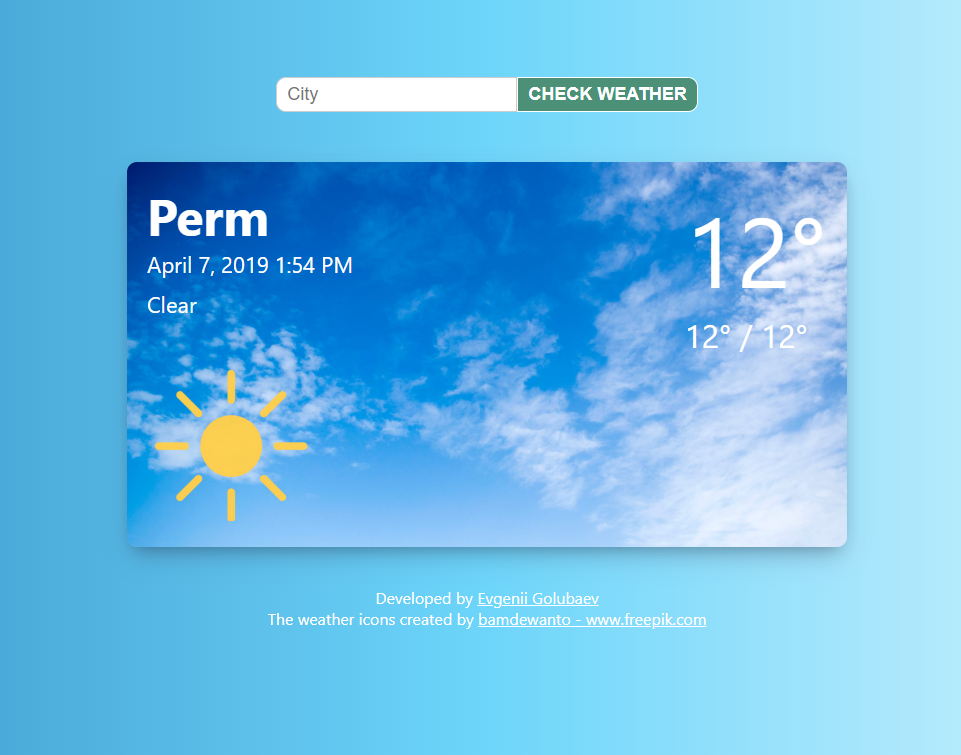 City
CHECK WEATHER
Perm
April 7, 2019 1:54 PM
Clear
12°
12° / 12°
Developed by Evgenii Golubaev
The weather icons created by bamdewanto - www.freepik.com